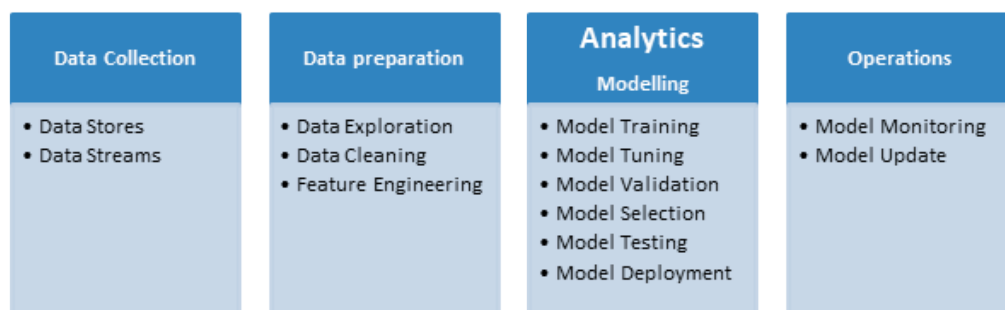 Data Collection
• Data Stores
• Data Streams
Data preparation
• Data Exploration
• Data Cleaning
• Feature Engineering
Analytics
Modelling
• Model Training
• Model Tuning
• Model Validation
• Model Selection
• Model Testing
• Model Deployment
Operations
• Model Monitoring
• Model Update